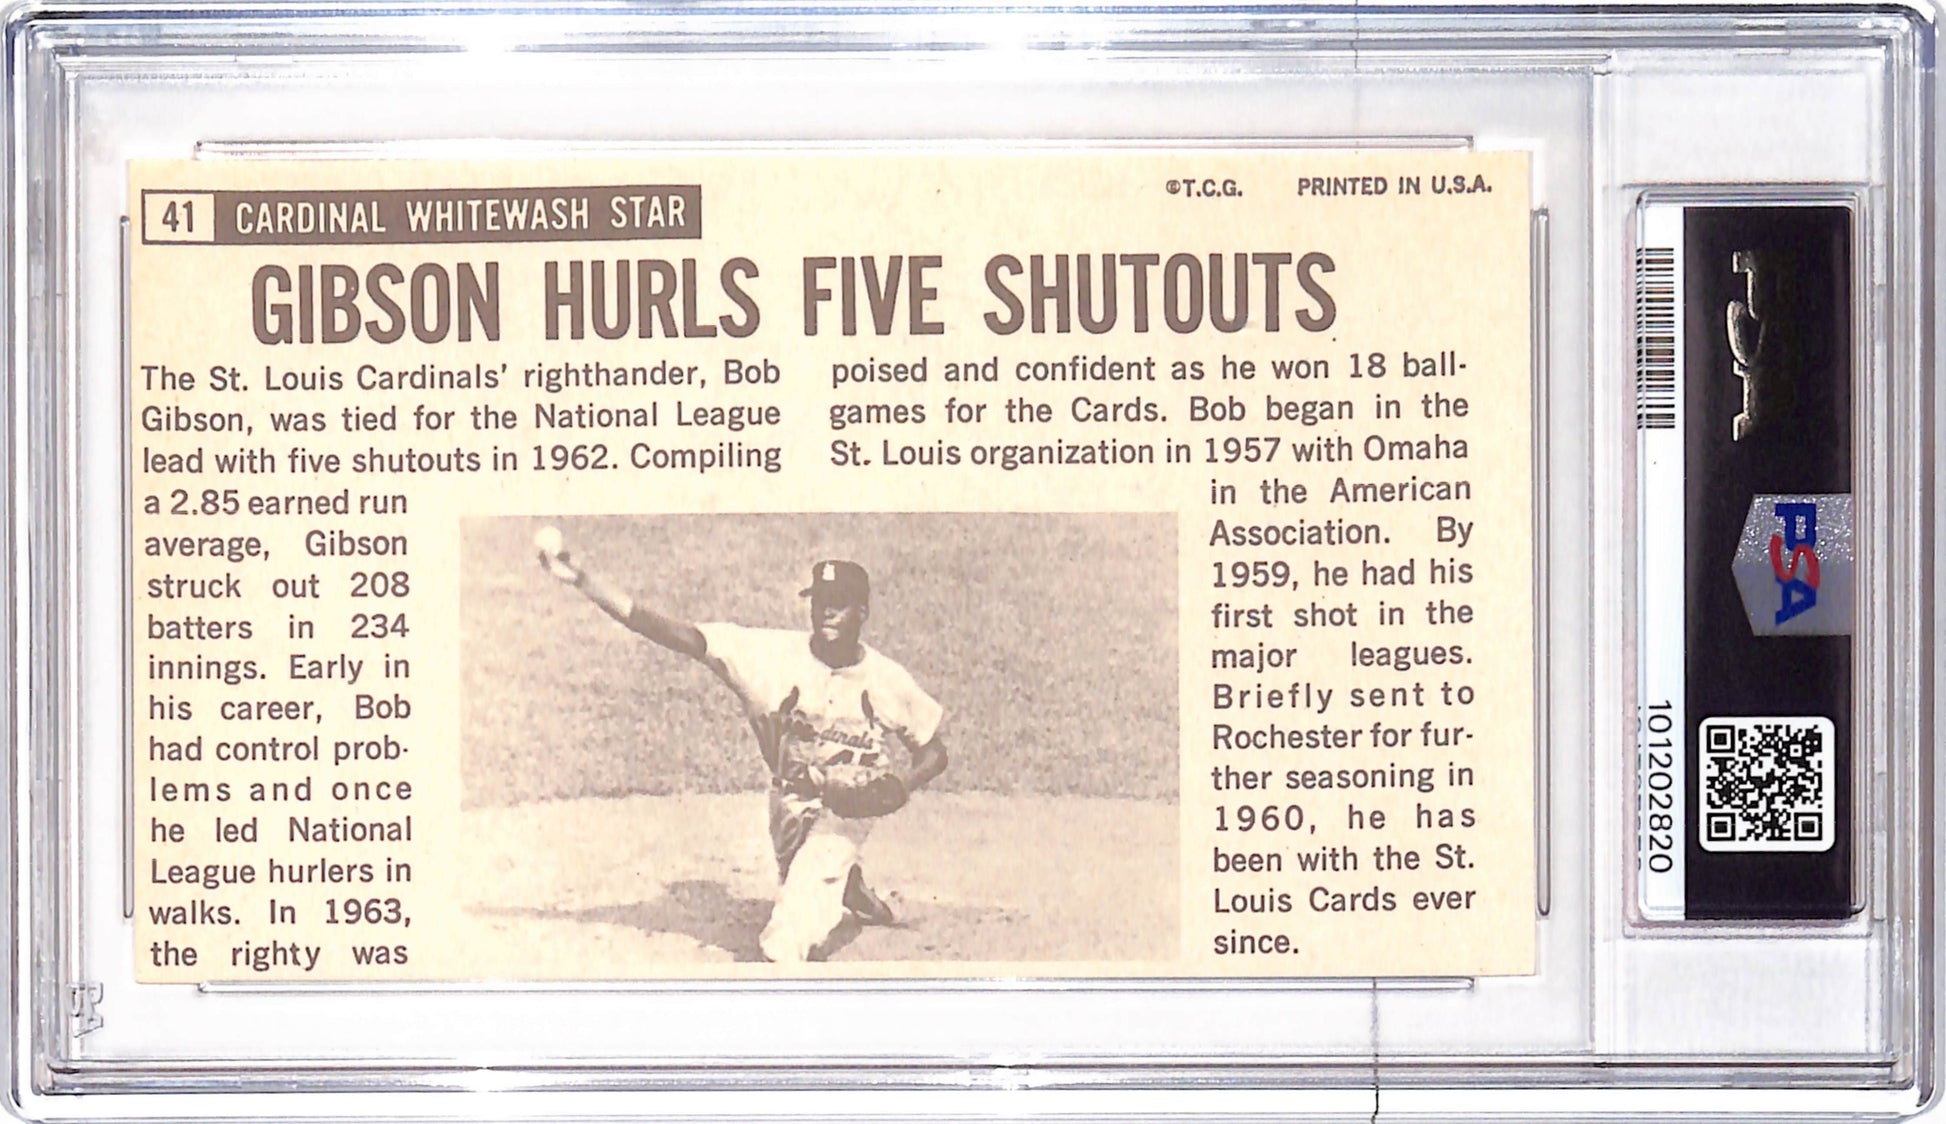 41 CARDINAL WHITEWASH STAR
©T.C.G. PRINTED IN U.S.A.
GIBSON HURLS FIVE SHUTOUTS
The St. Louis Cardinals' righthander, Bob
Gibson, was tied for the National League
lead with five shutouts in 1962. Compiling
a 2.85 earned run
average, Gibson
struck out 208
batters in 234
innings. Early in
his career, Bob
had control prob-
lems and once
he led National
League hurlers in
walks. In 1963,
the righty was
poised and confident as he won 18 ball-
games for the Cards. Bob began in the
St. Louis organization in 1957 with Omaha
in the American
Association. By
1959, he had his
first shot in the
major leagues.
Briefly sent to
Rochester for fur-
ther seasoning in
1960, he has
been with the St.
Louis Cards ever
since.
PSA
101202820
PSA